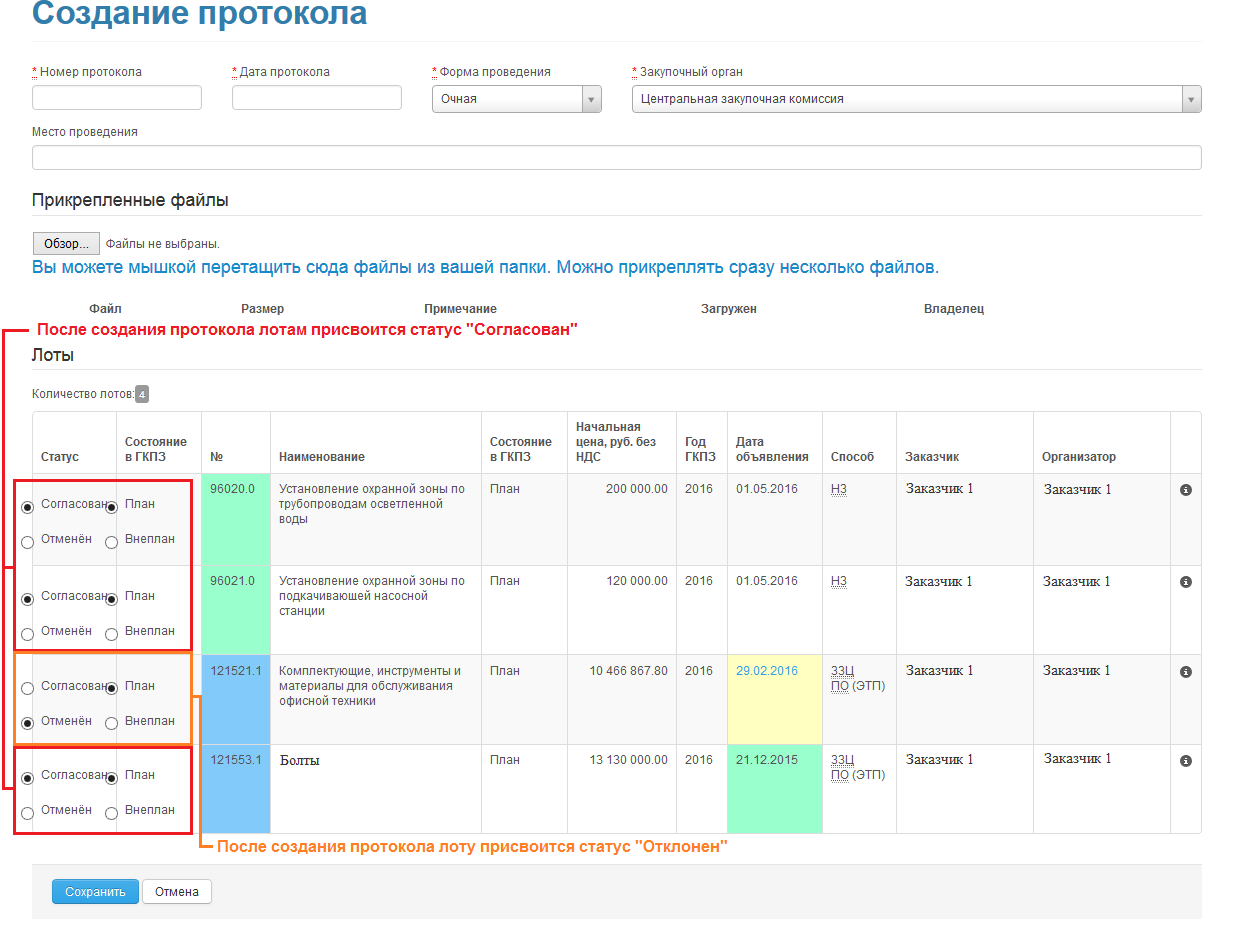 Создание протокола
* Номер протокола
* Дата протокола
* Форма проведения
* Закупочный орган
Очная
Центральная закупочная комиссия
Место проведения
Прикрепленные файлы
Обзор... Файлы не выбраны.
Вы можете мышкой перетащить сюда файлы из вашей папки. Можно прикреплять сразу несколько файлов.
Файл Размер Примечание Загружен Владелец
После создания протокола лотам присвоится статус "Согласован"
Лоты
Количество лотов: 4
Статус
Состояние
в ГКПЗ
№
Наименование
Состояние
в ГКПЗ
Начальная
цена, руб. без
НДС
Год
ГКПЗ
Дата
объявления
Способ
Заказчик
Организатор
Согласован
Отменён
План
Внеплан
96020.0
Установление охранной зоны по
трубопроводам осветленной
воды
План
200 000.00
2016
01.05.2016
НЗ
Заказчик 1
Заказчик 1
Согласован
Отменён
План
Внеплан
96021.0
Установление охранной зоны по
подкачивающей насосной
станции
План
120 000.00
2016
01.05.2016
НЗ
Заказчик 1
Заказчик 1
Согласован
Отменён
План
Внеплан
121521.1
Комплектующие, инструменты и
материалы для обслуживания
офисной техники
План
10 466 867.80
2016
29.02.2016
ЗЗЦ
ПО (ЭТП)
Заказчик 1
Заказчик 1
Согласован
Отменён
План
Внеплан
121553.1
Болты
План
13 130 000.00
2016
21.12.2015
ЗЗЦ
ПО (ЭТП)
Заказчик 1
Заказчик 1
После создания протокола лоту присвоится статус "Отклонен"
Сохранить Отмена